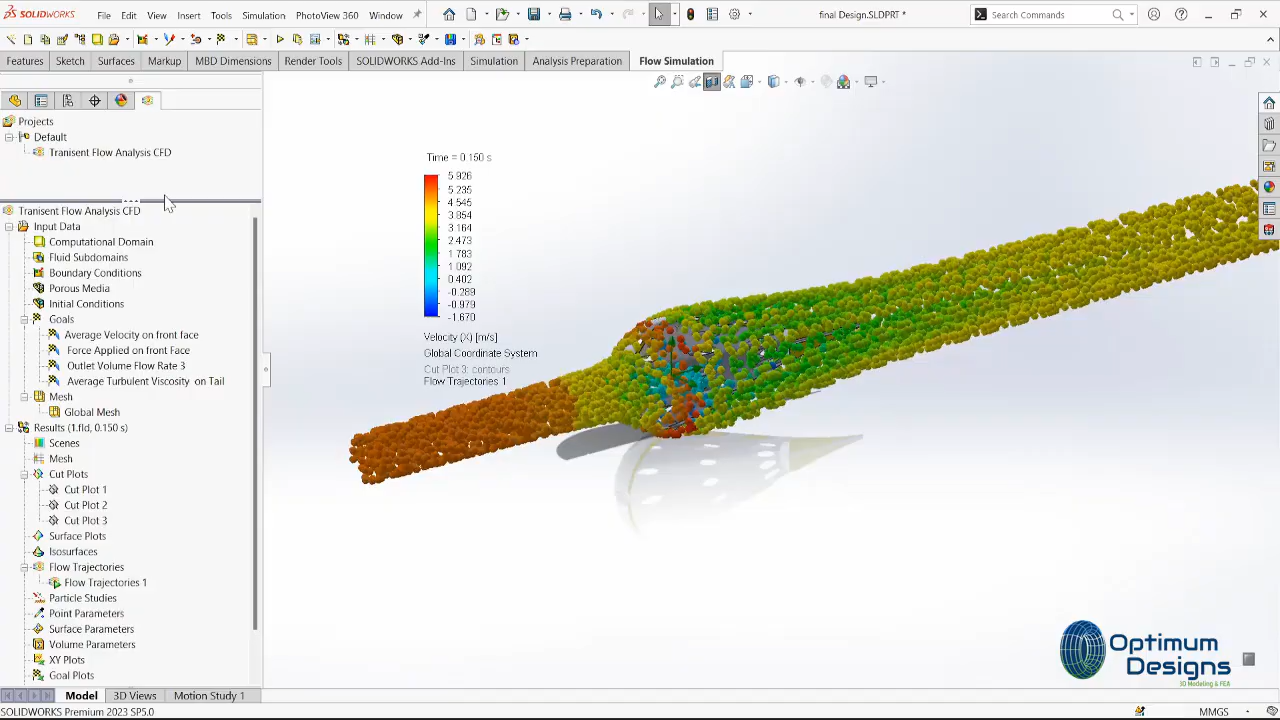 SOLIDWORKS
File
Edit
View
Insert
Tools
Simulation
PhotoView 360
Window
final Design.SLDPRT *
Search Commands
Features
Sketch
Surfaces
Markup
MBD Dimensions
Render Tools
SOLIDWORKS Add-Ins
Simulation
Analysis Preparation
Flow Simulation
Projects
Default
Tranisent Flow Analysis CFD
Tranisent Flow Analysis CFD
Input Data
Computational Domain
Fluid Subdomains
Boundary Conditions
Porous Media
Initial Conditions
Goals
Average Velocity on front face
Force Applied on front Face
Outlet Volume Flow Rate 3
Average Turbulent Viscosity on Tail
Mesh
Global Mesh
Results (1.fld, 0.150 s)
Scenes
Mesh
Cut Plots
Cut Plot 1
Cut Plot 2
Cut Plot 3
Surface Plots
Isosurfaces
Flow Trajectories
Flow Trajectories 1
Particle Studies
Point Parameters
Surface Parameters
Volume Parameters
XY Plots
Goal Plots
Time = 0.150 s
5.926
5.235
4.545
3.854
3.164
2.473
1.783
1.092
0.402
-0.289
-0.979
-1.670
Velocity (X) [m/s]
Global Coordinate System
Cut Plot 3: contours
Flow Trajectories 1
Optimum
Designs
3D Modeling & FEA
Model
3D Views
Motion Study 1
SOLIDWORKS Premium 2023 SP5.0
MMGS